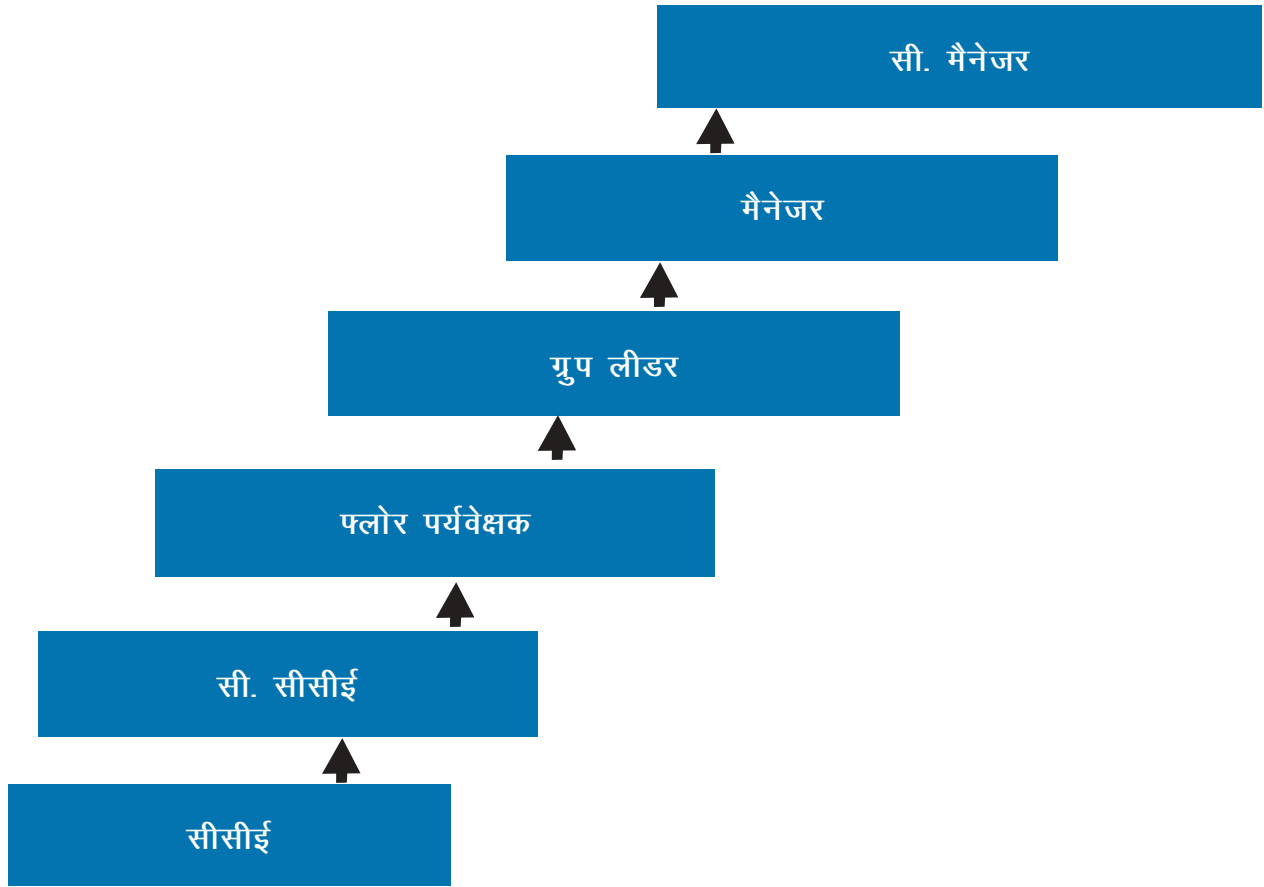 सी. मैनेजर
मैनेजर
ग्रुप लीडर
फ्लोर पर्यवेक्षक
सी. सीसीई
सीसीई